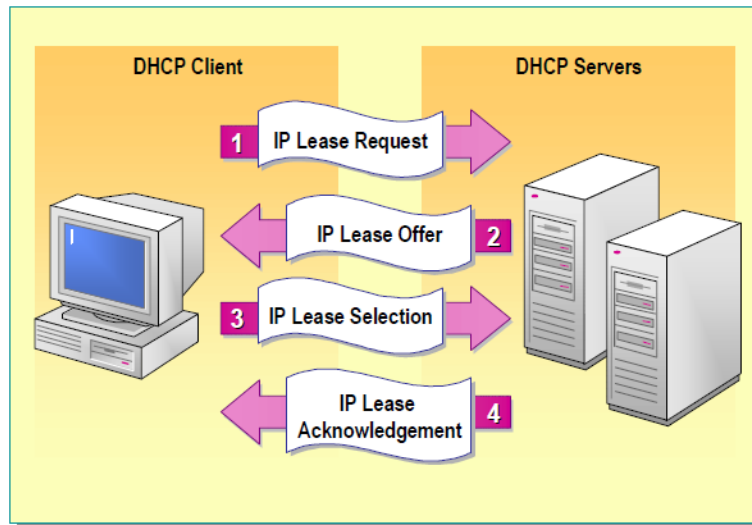 DHCP Client
DHCP Servers
1 IP Lease Request
IP Lease Offer 2
3 IP Lease Selection
IP Lease
Acknowledgement 4